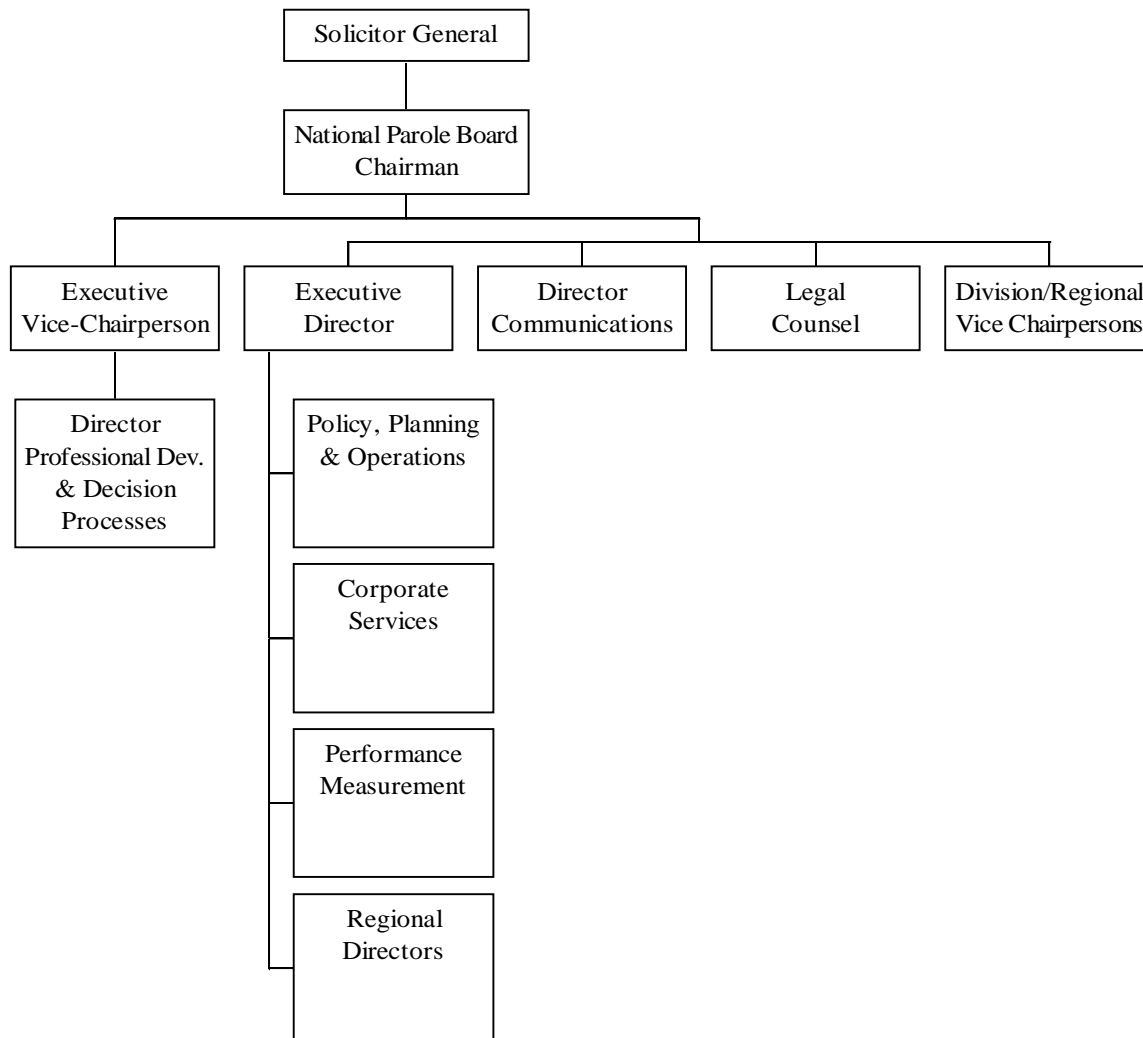 Solicitor General
National Parole Board
Chairman
Executive
Vice-Chairperson
Executive
Director
Director
Communications
Legal
Counsel
Division/Regional
Vice Chairpersons
Director
Professional Dev.
& Decision
Processes
Policy, Planning
& Operations
Corporate
Services
Performance
Measurement
Regional
Directors